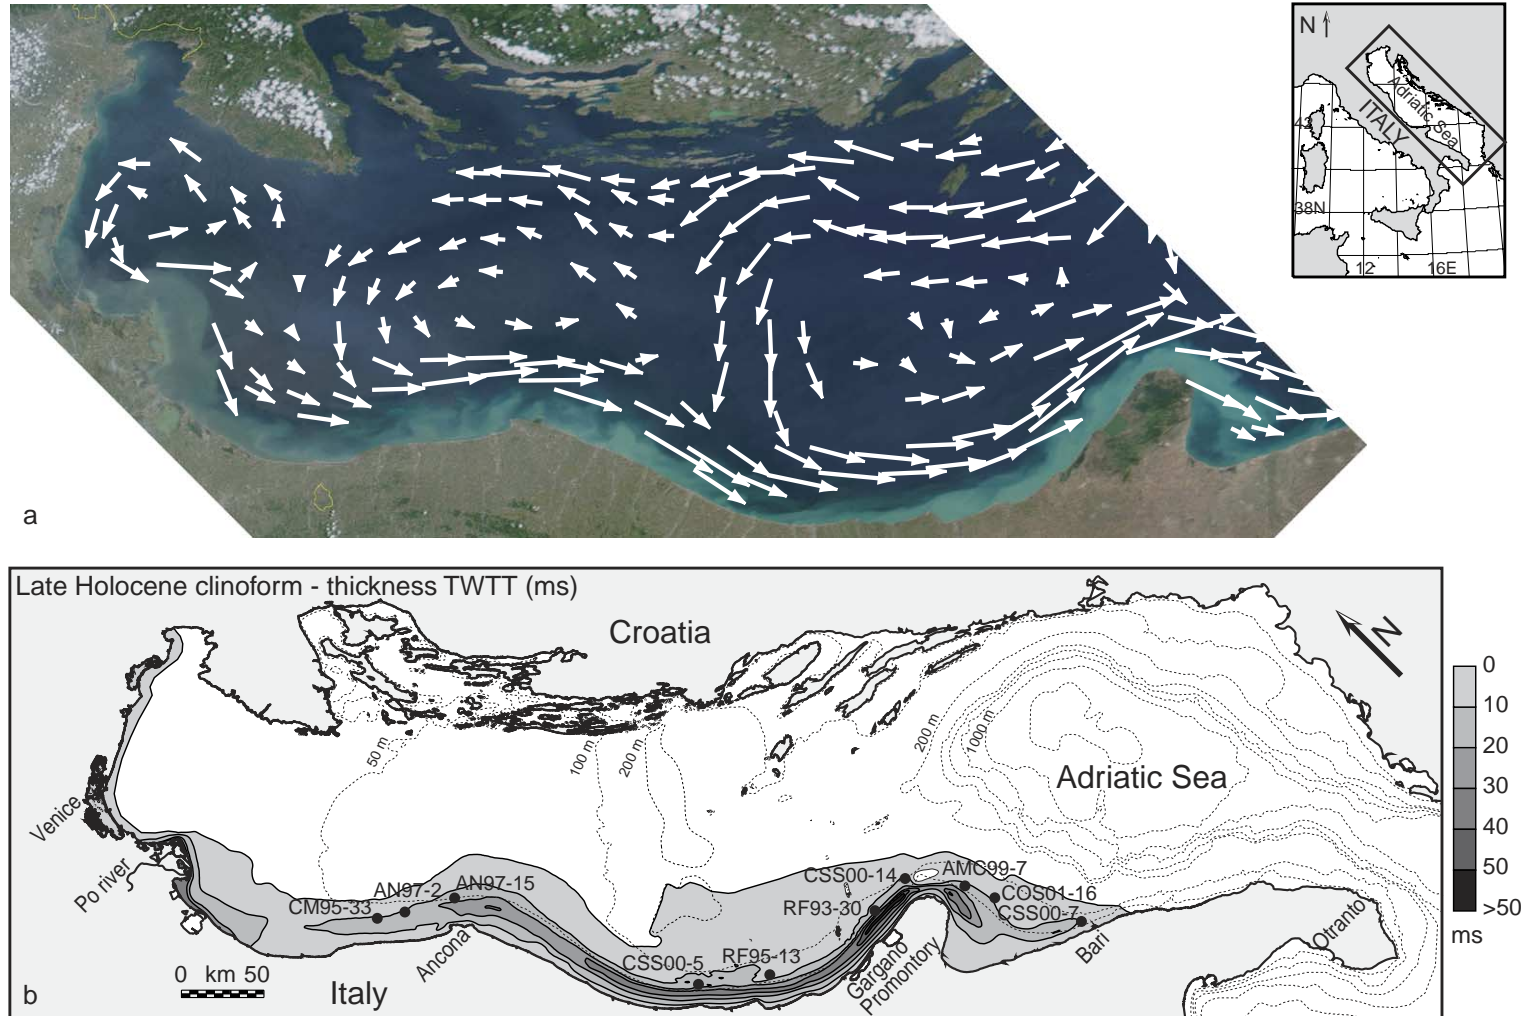 N
Adriatic Sea
ITALY
42
38N
12
16E
a
Late Holocene clinoform - thickness TWTT (ms)
Croatia
N
50 m
100 m
200 m
200 m
1000 m
Adriatic Sea
Venice
Po river
CM95-33
AN97-2
AN97-15
Ancona
CSS00-5
RF95-13
RF93-30
CSS00-14
AMC99-7
COS01-16
CSS00-7
Gargano
Promontory
Bari
Otranto
0 km 50
Italy
b
0
10
20
30
40
50
>50
ms